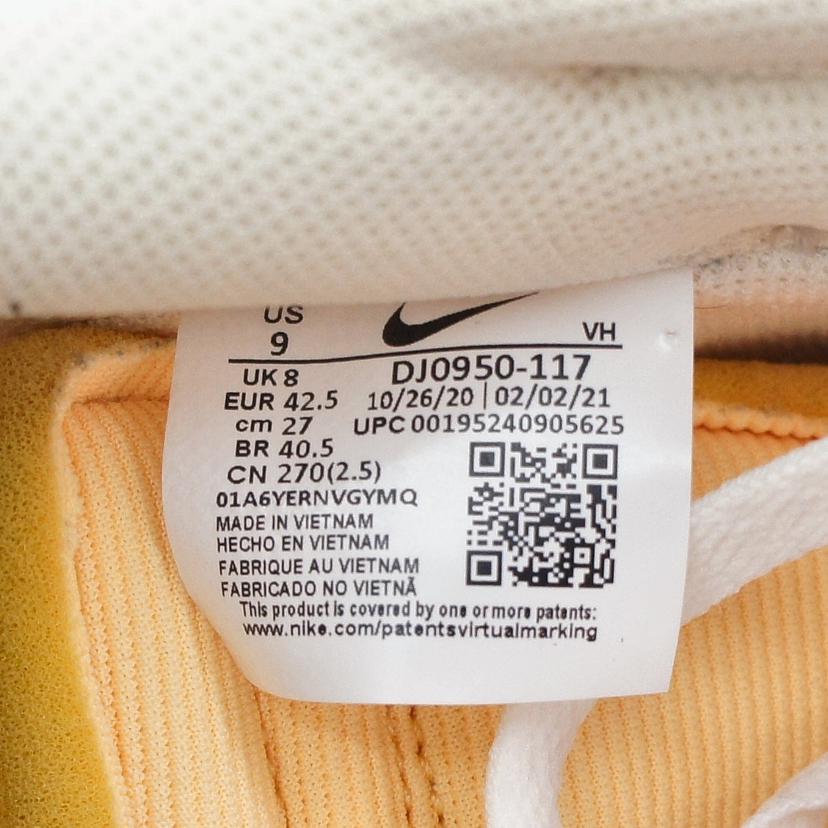 US
9
VH
UK 8
DJ0950-117
EUR 42.5
10/26/20 | 02/02/21
cm 27
UPC 00195240905625
BR 40.5
CN 270(2.5)
01A6YERNVGYMQ
MADE IN VIETNAM
HECHO EN VIETNAM
FABRIQUE AU VIETNAM
FABRICADO NO VIETNÃ
This product is covered by one or more patents:
www.nike.com/patentsvirtualmarking